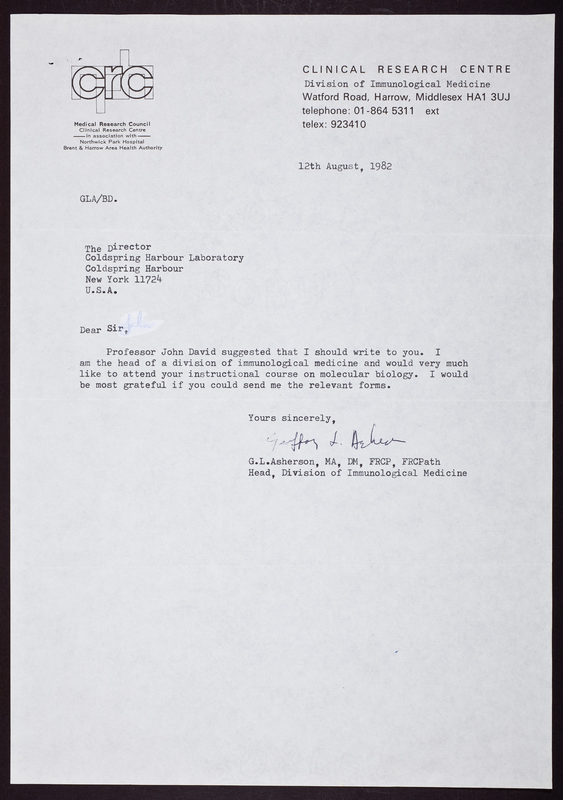 crc
Medical Research Council
Clinical Research Centre
in association with
Northwick Park Hospital
Brent & Harrow Area Health Authority
CLINICAL RESEARCH CENTRE
Division of Immunological Medicine
Watford Road, Harrow, Middlesex HA1 3UJ
telephone: 01-864 5311 ext
telex: 923410
12th August, 1982
GLA/BD.
The Director
Coldspring Harbour Laboratory
Coldspring Harbour
New York 11724
U.S.A.
Dear Sir,
Professor John David suggested that I should write to you. I
am the head of a division of immunological medicine and would very much
like to attend your instructional course on molecular biology. I would
be most grateful if you could send me the relevant forms.
Yours sincerely,
Geoffrey L. Asherson
G.L.Asherson, MA, DM, FRCP, FRCPath
Head, Division of Immunological Medicine